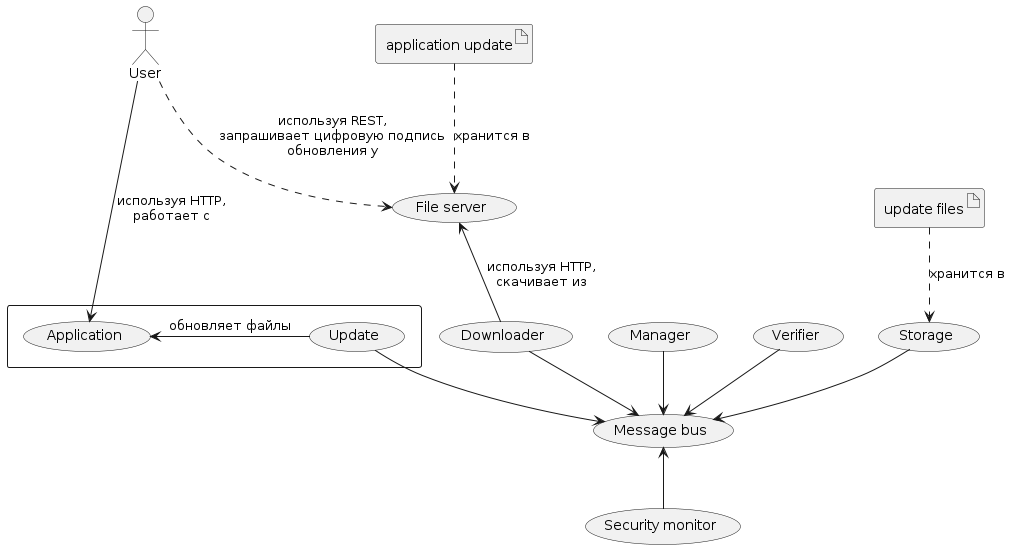 User
application update
используя REST,
запрашивает цифровую подпись
обновления у
хранится в
используя HTTP,
работает с
File server
update files
используя HTTP,
скачивает из
хранится в
Application
обновляет файлы
Update
Downloader
Manager
Verifier
Storage
Message bus
Security monitor